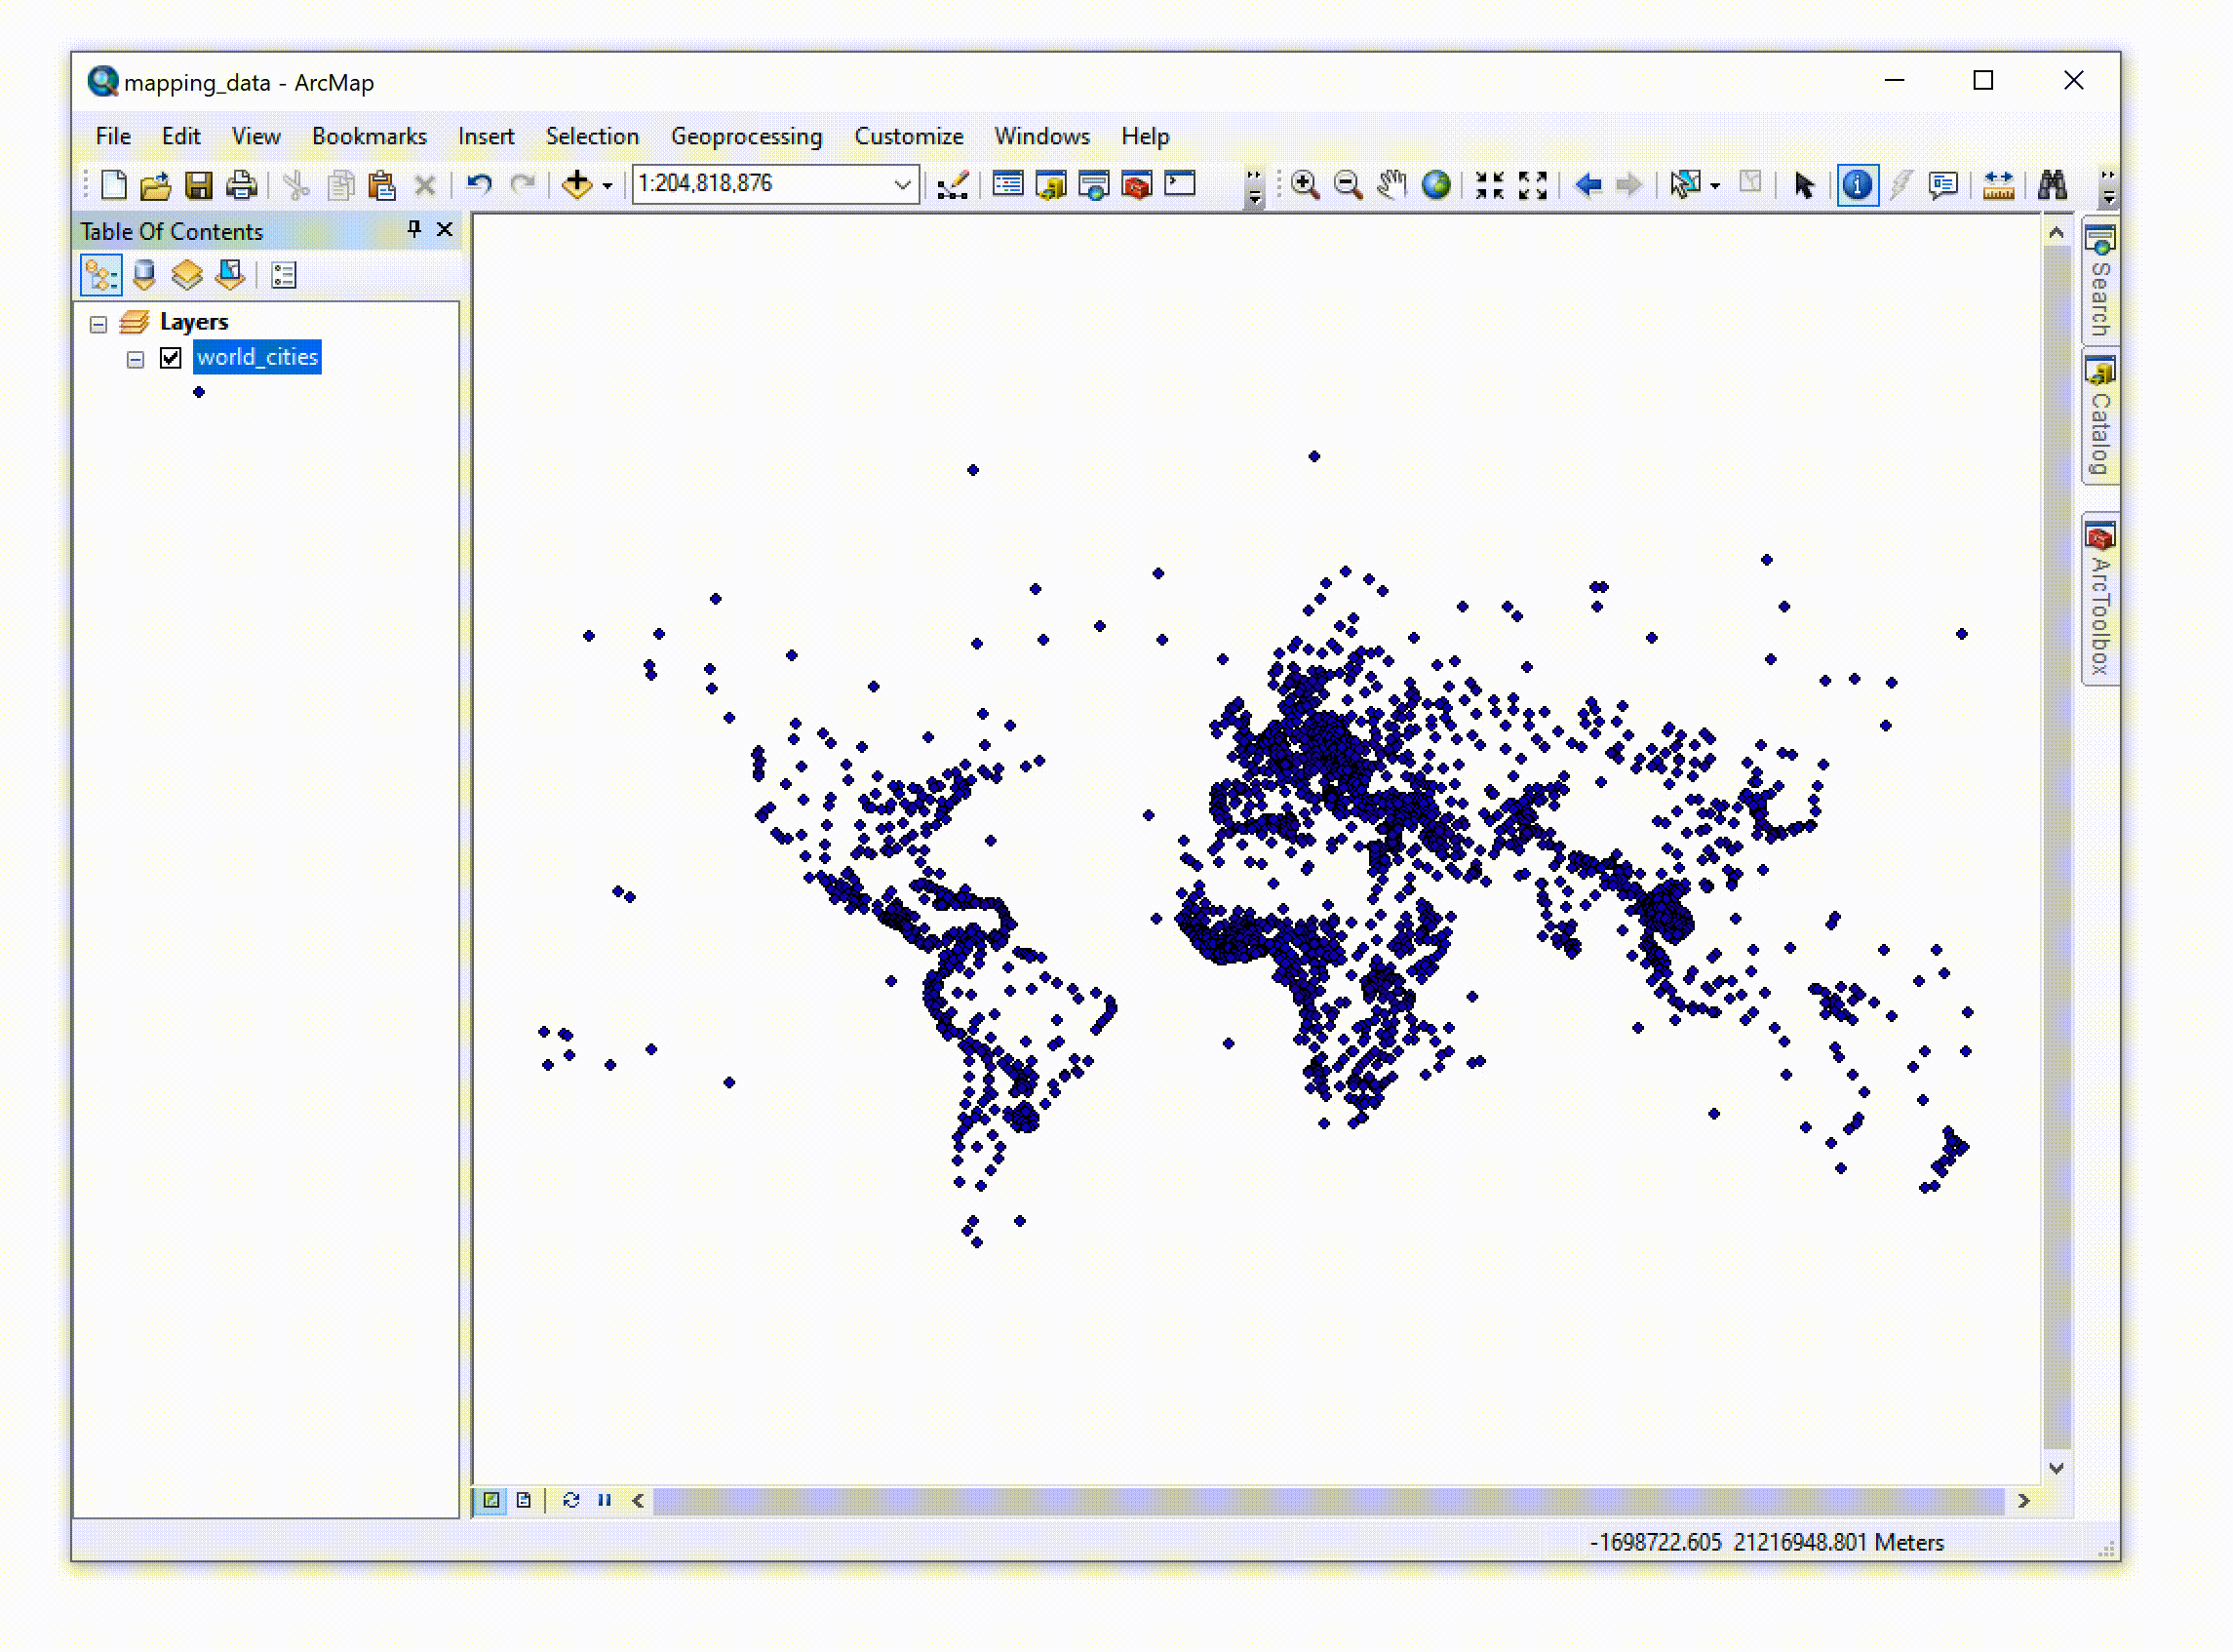 mapping_data - ArcMap
File Edit View Bookmarks Insert Selection Geoprocessing Customize Windows Help
1:204,818,876
Table Of Contents
Layers
world_cities
Search
Catalog
ArcToolbox
-1698722.605 21216948.801 Meters